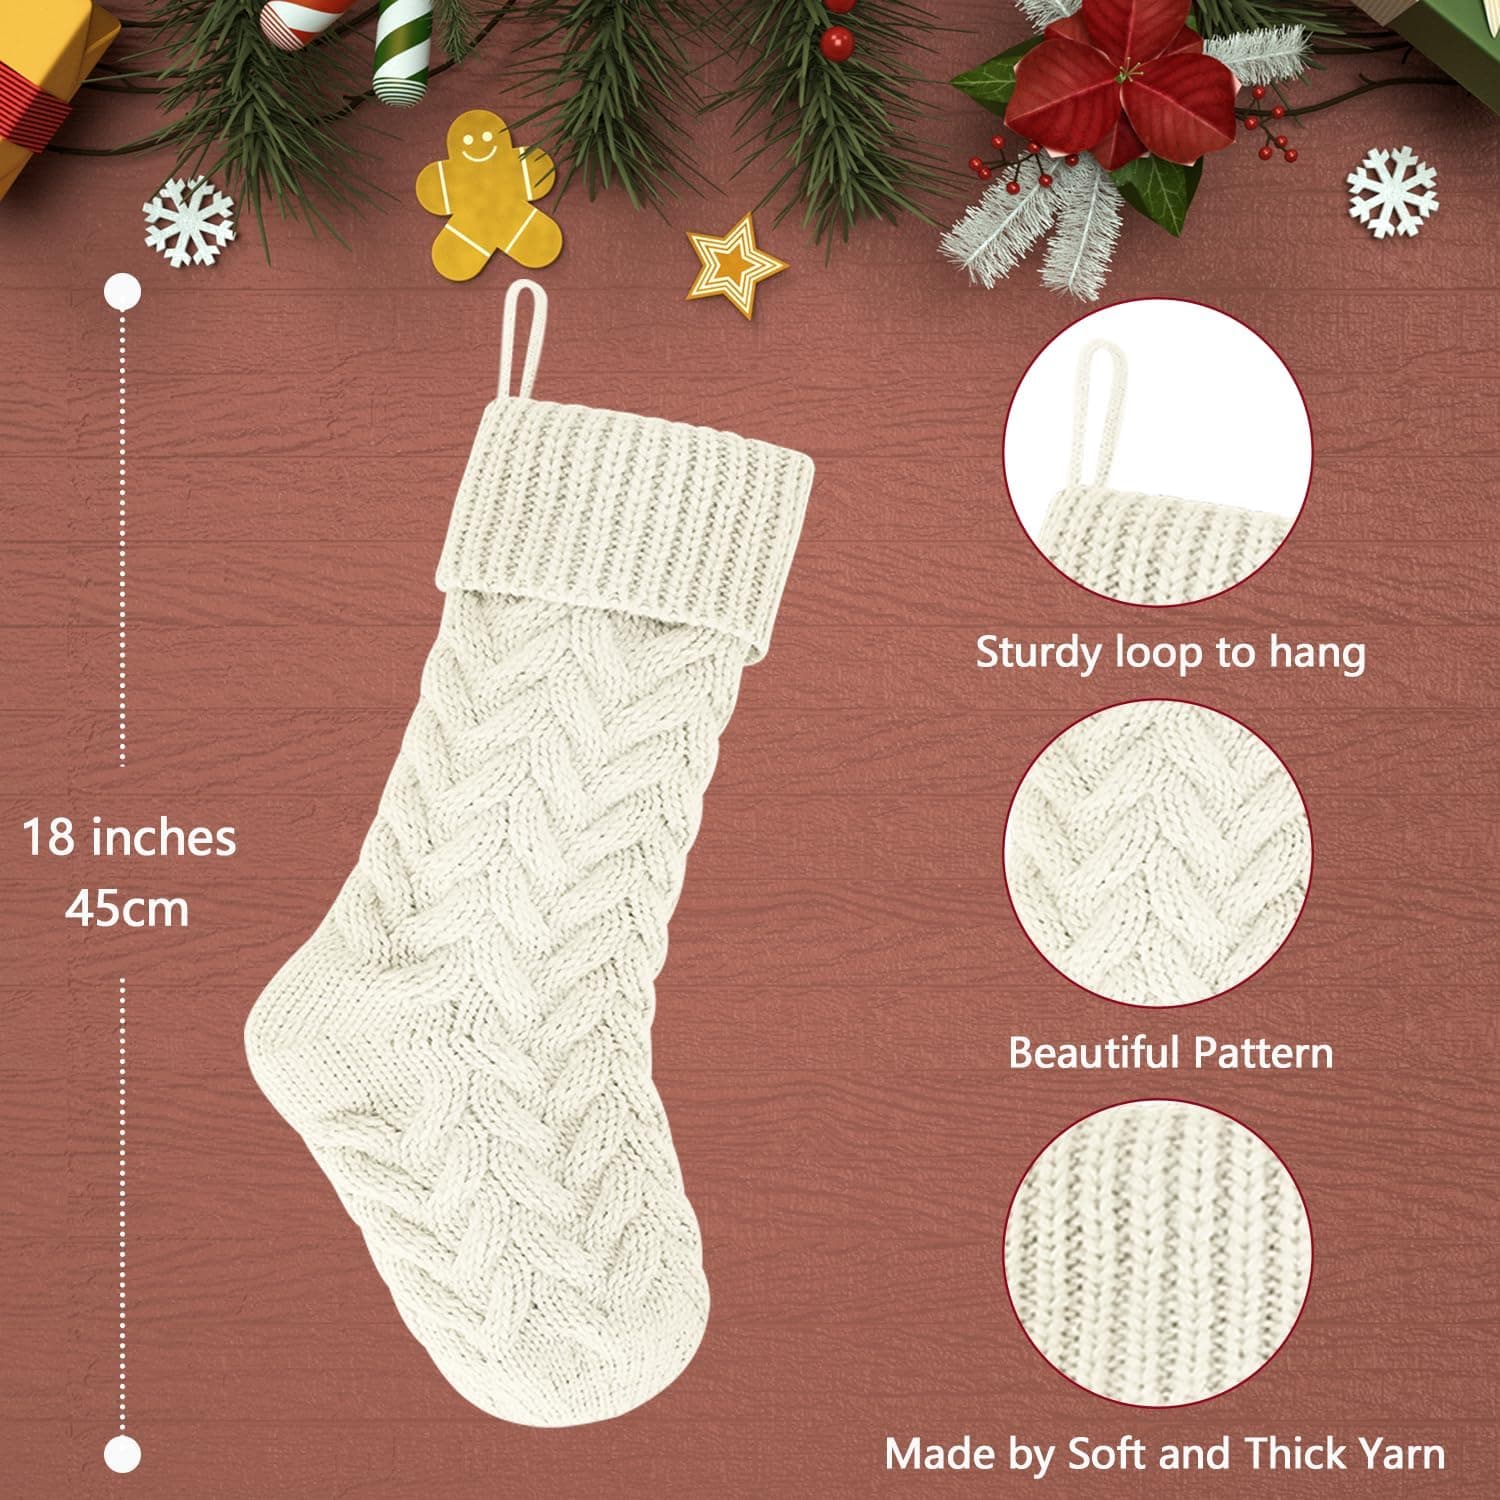 18 inches
45cm
Sturdy loop to hang
Beautiful Pattern
Made by Soft and Thick Yarn